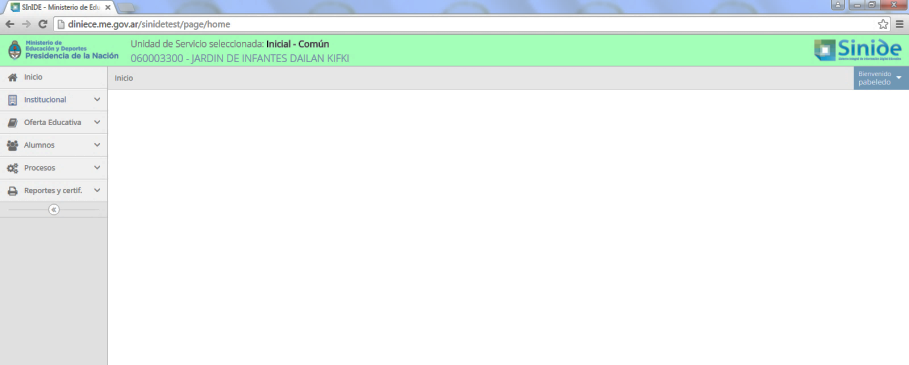 SInIDE - Ministerio de Edu
diniece.me.gov.ar/sinidetest/page/home
Ministerio de
Educación y Deportes
Presidencia de la Nación
Unidad de Servicio seleccionada: Inicial - Común
060003300 - JARDIN DE INFANTES DAILAN KIFKI
Sinide
Inicio
Inicio
Bienvenido
pabeledo
Institucional
Oferta Educativa
Alumnos
Procesos
Reportes y certif.